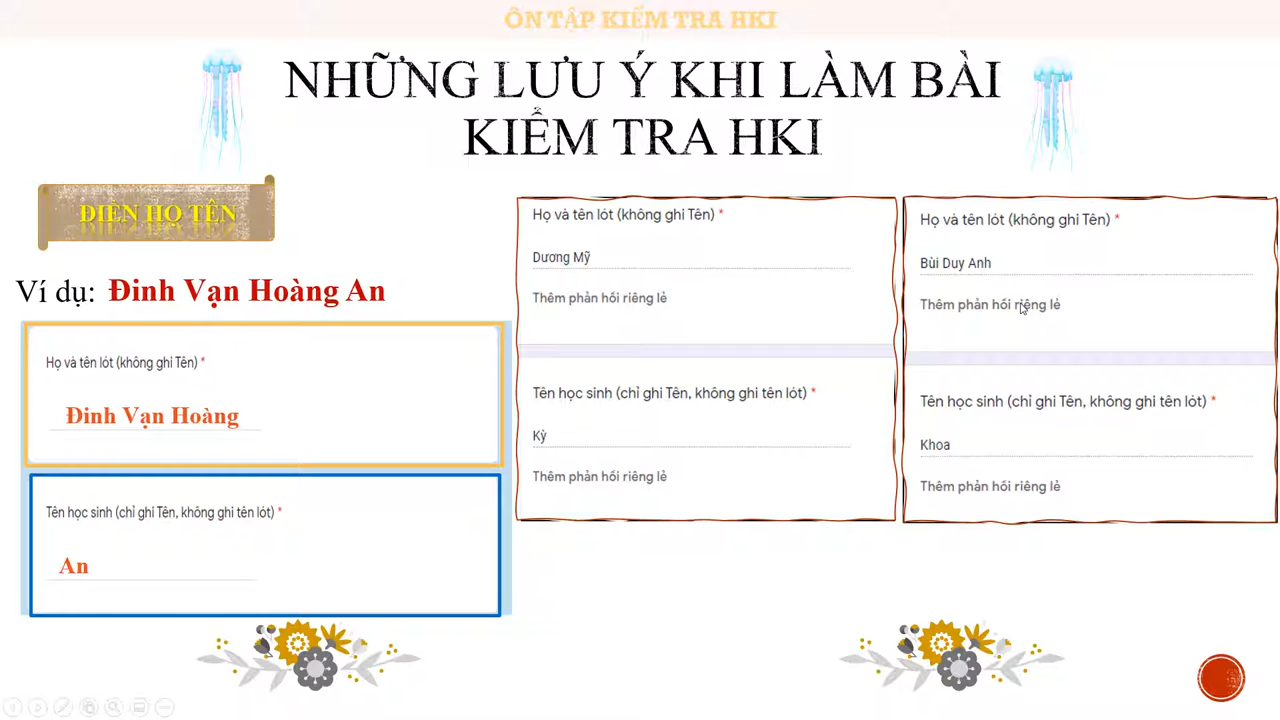 ÔN TẬP KIỂM TRA HKI
NHỮNG LƯU Ý KHI LÀM BÀI
KIỂM TRA HKI
ĐIỀN HỌ TÊN
Ví dụ: Đinh Vạn Hoàng An
Họ và tên lót (không ghi Tên) *
Đinh Vạn Hoàng
Tên học sinh (chỉ ghi Tên, không ghi tên lót) *
An
Họ và tên lót (không ghi Tên) *
Dương Mỹ
Thêm phản hồi riêng lẻ
Tên học sinh (chỉ ghi Tên, không ghi tên lót) *
Kỳ
Thêm phản hồi riêng lẻ
Họ và tên lót (không ghi Tên) *
Bùi Duy Anh
Thêm phản hồi riêng lẻ
Tên học sinh (chỉ ghi Tên, không ghi tên lót) *
Khoa
Thêm phản hồi riêng lẻ